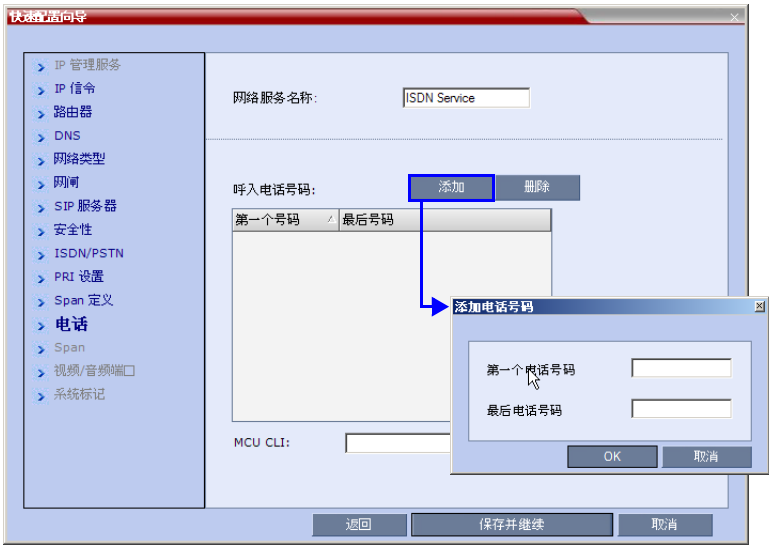 快速配置向导
IP 管理服务
IP 信令
路由器
DNS
网络类型
网闸
SIP 服务器
安全性
ISDN/PSTN
PRI 设置
Span 定义
电话
Span
视频/音频端口
系统标记
网络服务名称:
ISDN Service
呼入电话号码:
添加
删除
第一个号码
最后号码
MCU CLI:
添加电话号码
第一个电话号码
最后电话号码
OK
取消
返回
保存并继续
取消